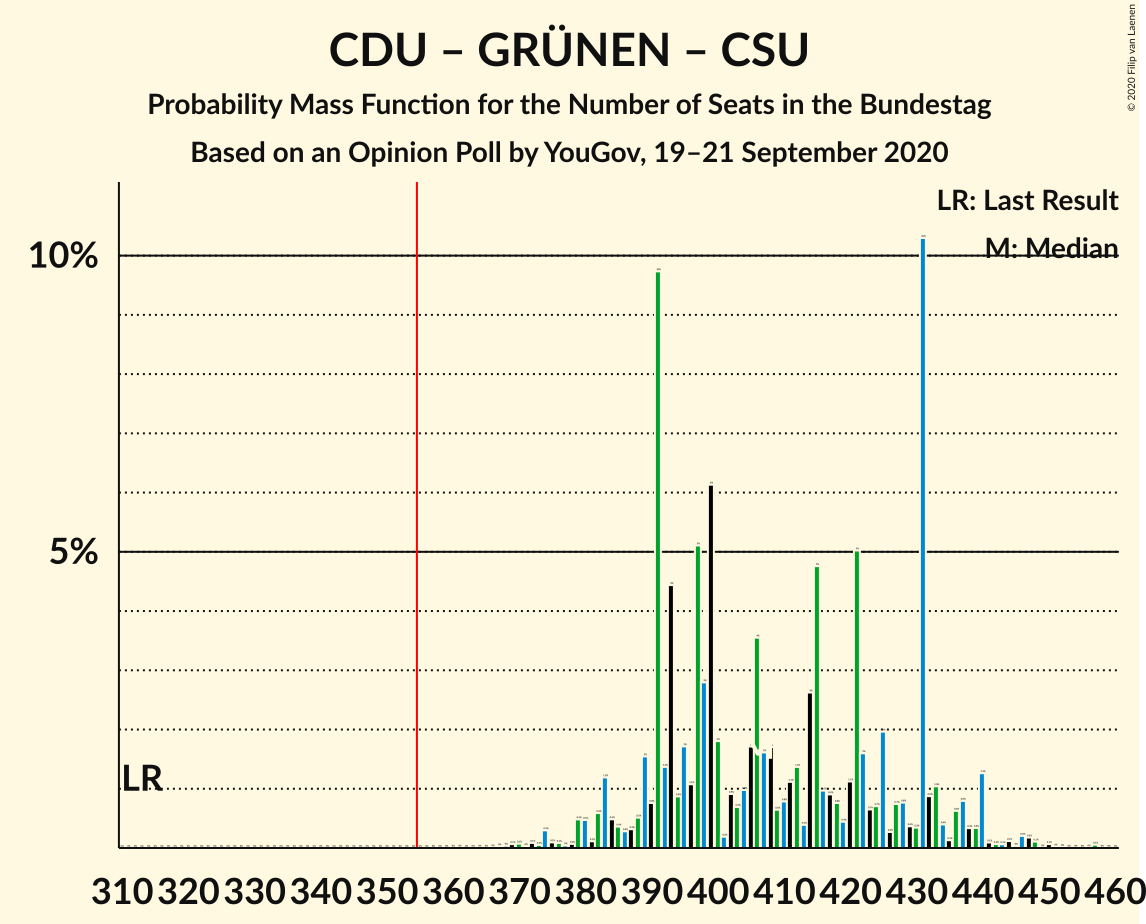 CDU – GRÜNEN – CSU
Probability Mass Function for the Number of Seats in the Bundestag
Based on an Opinion Poll by YouGov, 19–21 September 2020
© 2020 Filip van Laenen
LR: Last Result
M: Median
10%
5%
LR
310 320 330 340 350 360 370 380 390 400 410 420 430 440 450 460